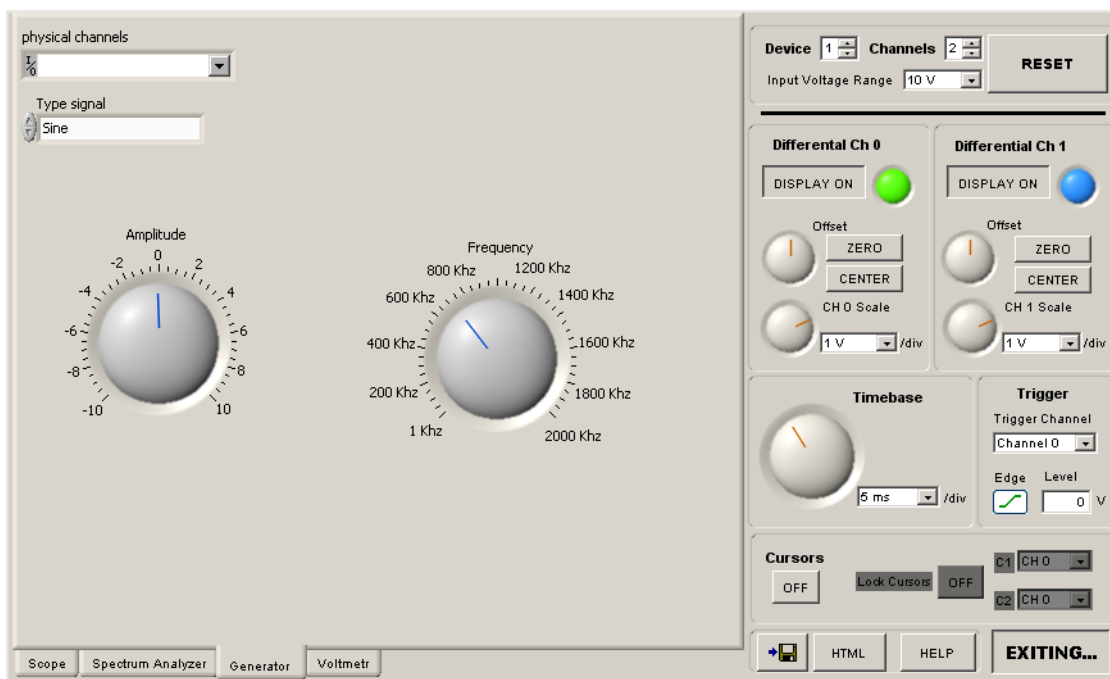 physical channels
I/O
Type signal
Sine
Amplitude
-2 0 2
-4 4
-6 6
-8 8
-10 10
Frequency
800 Khz 1200 Khz
600 Khz 1400 Khz
400 Khz 1600 Khz
200 Khz 1800 Khz
1 Khz 2000 Khz
Scope Spectrum Analyzer Generator Voltmetr
Device 1 Channels 2
Input Voltage Range 10 V
RESET
Differental Ch 0
DISPLAY ON
Offset
ZERO
CENTER
CH 0 Scale
1 V /div
Differential Ch 1
DISPLAY ON
Offset
ZERO
CENTER
CH 1 Scale
1 V /div
Timebase
5 ms /div
Trigger
Trigger Channel
Channel 0
Edge Level
0 V
Cursors
OFF
Lock Cursors OFF
C1 CH 0
C2 CH 0
HTML HELP EXITING...